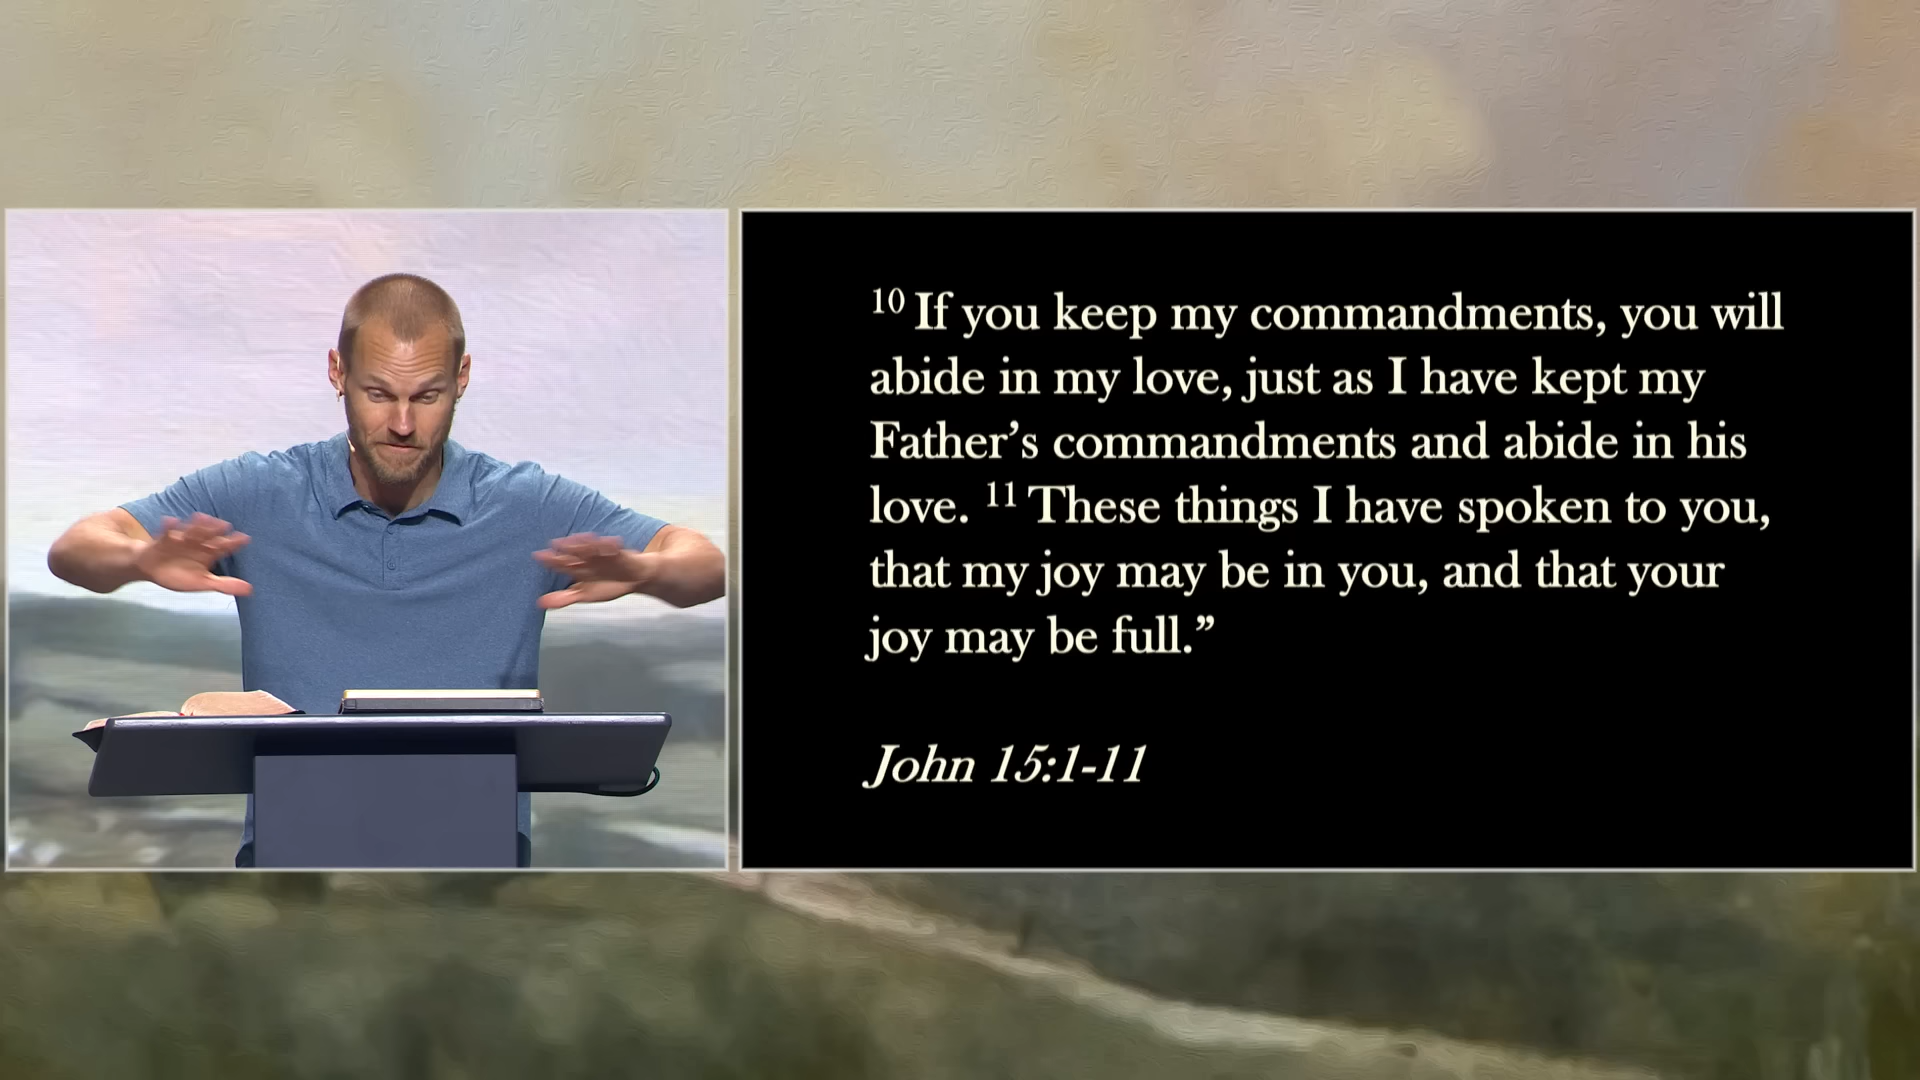 10 If you keep my commandments, you will
abide in my love, just as I have kept my
Father’s commandments and abide in his
love. 11 These things I have spoken to you,
that my joy may be in you, and that your
joy may be full.”
John 15:1-11